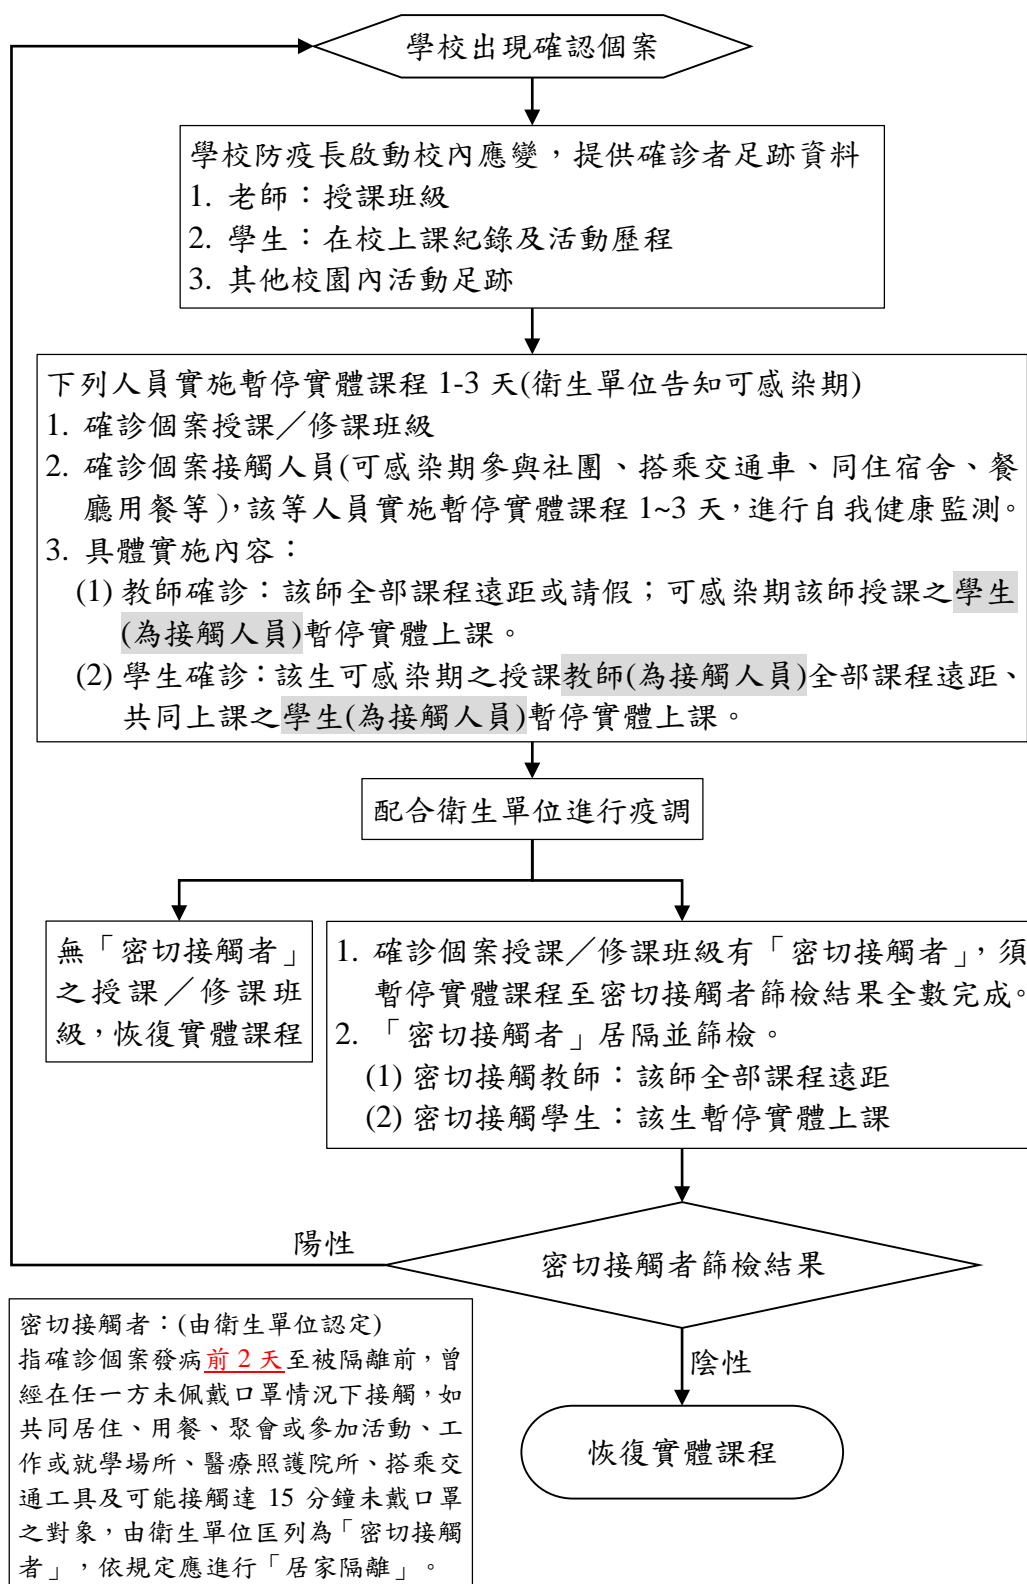 學校出現確認個案
學校防疫長啟動校內應變，提供確診者足跡資料
1. 老師：授課班級
2. 學生：在校上課紀錄及活動歷程
3. 其他校園內活動足跡
下列人員實施暫停實體課程 1-3 天(衛生單位告知可感染期)
1. 確診個案授課／修課班級
2. 確診個案接觸人員(可感染期參與社團、搭乘交通車、同住宿舍、餐
廳用餐等)，該等人員實施暫停實體課程 1~3 天，進行自我健康監測。
3. 具體實施內容：
(1) 教師確診：該師全部課程遠距或請假；可感染期該師授課之學生
(為接觸人員)暫停實體上課。
(2) 學生確診：該生可感染期之授課教師(為接觸人員)全部課程遠距、
共同上課之學生(為接觸人員)暫停實體上課。
配合衛生單位進行疫調
無「密切接觸者」
之授課／修課班
級，恢復實體課程
1. 確診個案授課／修課班級有「密切接觸者」，須
暫停實體課程至密切接觸者篩檢結果全數完成。
2. 「密切接觸者」居隔並篩檢。
(1) 密切接觸教師：該師全部課程遠距
(2) 密切接觸學生：該生暫停實體上課
陽性
密切接觸者篩檢結果
陰性
恢復實體課程
密切接觸者：(由衛生單位認定)
指確診個案發病前 2 天至被隔離前，曾
經在任一方未佩戴口罩情況下接觸，如
共同居住、用餐、聚會或參加活動、工
作或就學場所、醫療照護院所、搭乘交
通工具及可能接觸達 15 分鐘未戴口罩
之對象，由衛生單位匡列為「密切接觸
者」，依規定應進行「居家隔離」。